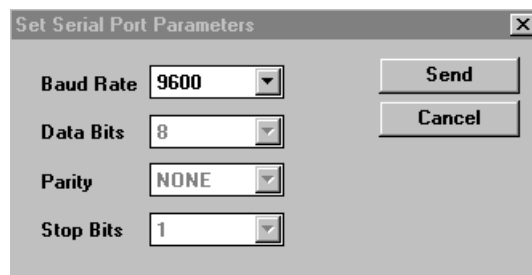 Set Serial Port Parameters
Baud Rate 9600
Data Bits 8
Parity NONE
Stop Bits 1
Send
Cancel